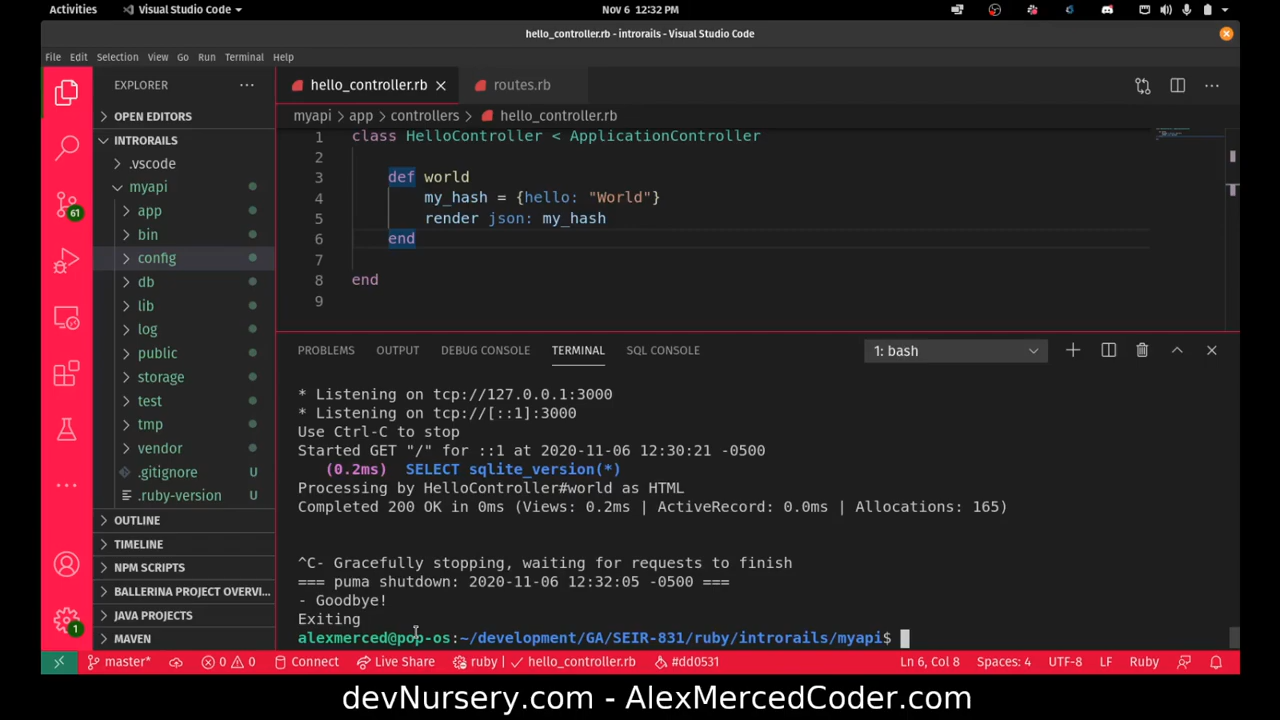 Activities
Visual Studio Code
Nov 6 12:32 PM
hello_controller.rb - introrails - Visual Studio Code
File Edit Selection View Go Run Terminal Help
EXPLORER
hello_controller.rb
routes.rb
OPEN EDITORS
myapi > app > controllers > hello_controller.rb
INTRORAILS
.vscode
myapi
app
bin
config
db
lib
log
public
storage
test
tmp
vendor
.gitignore U
.ruby-version U
OUTLINE
TIMELINE
NPM SCRIPTS
BALLERINA PROJECT OVERVI...
JAVA PROJECTS
MAVEN
61
1
1 class HelloController < ApplicationController
2
3 def world
4 my_hash = {hello: "World"}
5 render json: my_hash
6 end
7
8 end
9
PROBLEMS OUTPUT DEBUG CONSOLE TERMINAL SQL CONSOLE
1: bash
* Listening on tcp://127.0.0.1:3000
* Listening on tcp://[::1]:3000
Use Ctrl-C to stop
Started GET "/" for ::1 at 2020-11-06 12:30:21 -0500
(0.2ms) SELECT sqlite_version(*)
Processing by HelloController#world as HTML
Completed 200 OK in 0ms (Views: 0.2ms | ActiveRecord: 0.0ms | Allocations: 165)
^C- Gracefully stopping, waiting for requests to finish
=== puma shutdown: 2020-11-06 12:32:05 -0500 ===
- Goodbye!
Exiting
alexmerced@pop-os:~/development/GA/SEIR-831/ruby/introrails/myapi$
master* 0 0 Connect Live Share ruby | ✓ hello_controller.rb #dd0531 Ln 6, Col 8 Spaces: 4 UTF-8 LF Ruby
devNursery.com - AlexMercedCoder.com